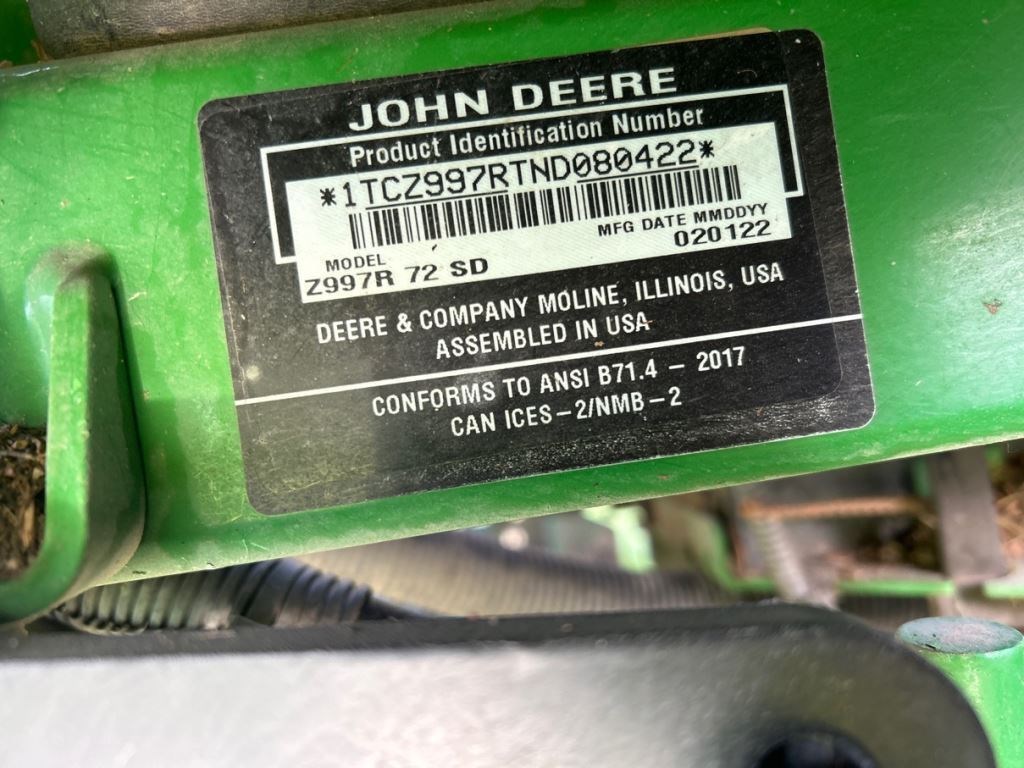 JOHN DEERE
Product Identification Number
*1TCZ997RTND080422*
MODEL
Z997R 72 SD
MFG DATE MMDDYY
020122
DEERE & COMPANY MOLINE, ILLINOIS, USA
ASSEMBLED IN USA
CONFORMS TO ANSI B71.4 – 2017
CAN ICES–2/NMB–2